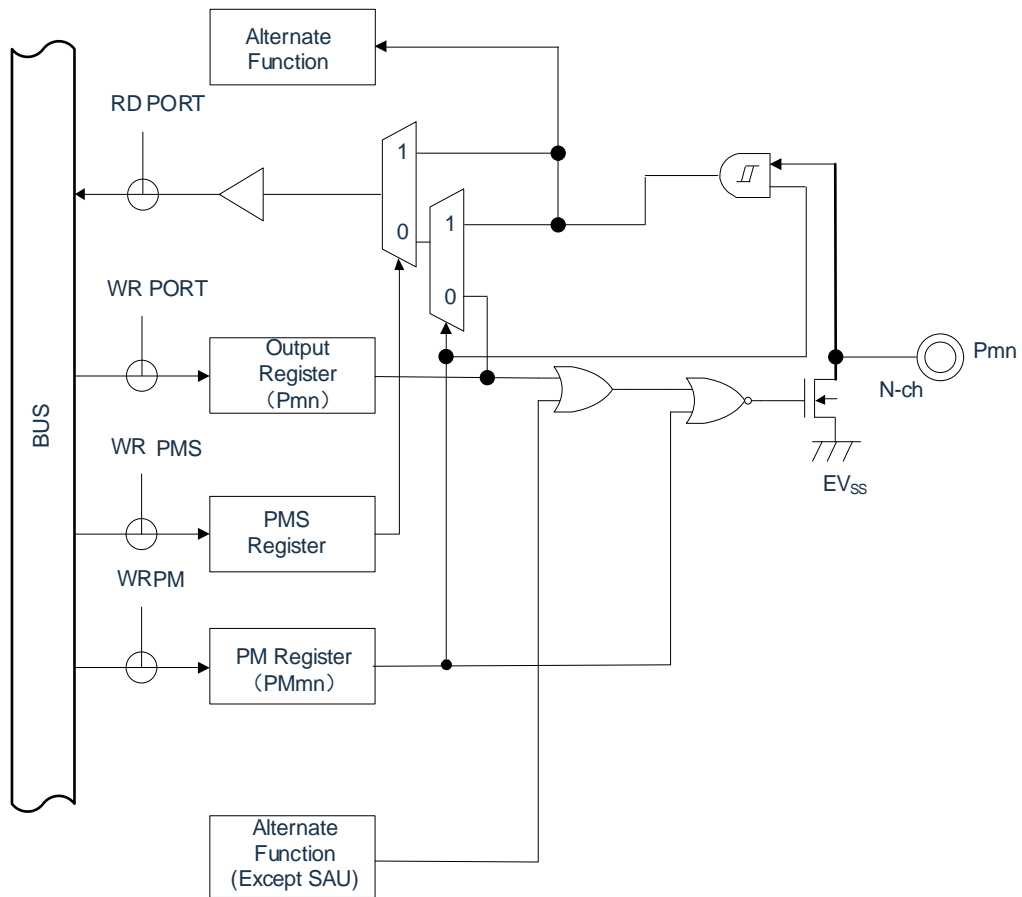 Alternate
Function
RD PORT
1
0
1
0
WR PORT
Output
Register
（Pmn）
Pmn
N-ch
EVSS
BUS
WR PMS
PMS
Register
WRPM
PM Register
（PMmn）
Alternate
Function
(Except SAU)